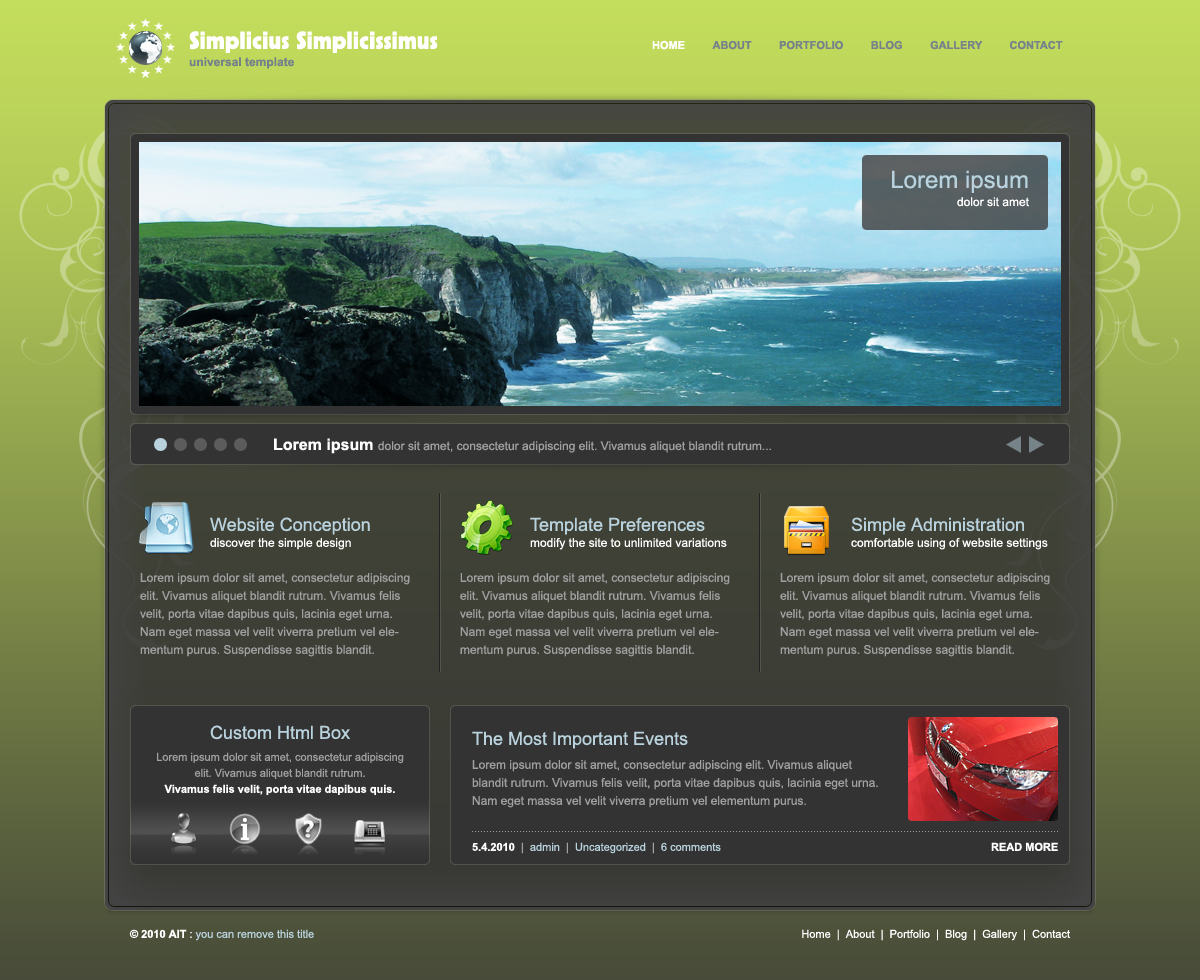 Simplicius Simplicissimus
universal template
HOME ABOUT PORTFOLIO BLOG GALLERY CONTACT
Lorem ipsum
dolor sit amet
Lorem ipsum dolor sit amet, consectetur adipiscing elit. Vivamus aliquet blandit rutrum...
Website Conception
discover the simple design
Lorem ipsum dolor sit amet, consectetur adipiscing
elit. Vivamus aliquet blandit rutrum. Vivamus felis
velit, porta vitae dapibus quis, lacinia eget urna.
Nam eget massa vel velit viverra pretium vel ele-
mentum purus. Suspendisse sagittis blandit.
Template Preferences
modify the site to unlimited variations
Lorem ipsum dolor sit amet, consectetur adipiscing
elit. Vivamus aliquet blandit rutrum. Vivamus felis
velit, porta vitae dapibus quis, lacinia eget urna.
Nam eget massa vel velit viverra pretium vel ele-
mentum purus. Suspendisse sagittis blandit.
Simple Administration
comfortable using of website settings
Lorem ipsum dolor sit amet, consectetur adipiscing
elit. Vivamus aliquet blandit rutrum. Vivamus felis
velit, porta vitae dapibus quis, lacinia eget urna.
Nam eget massa vel velit viverra pretium vel ele-
mentum purus. Suspendisse sagittis blandit.
Custom Html Box
Lorem ipsum dolor sit amet, consectetur adipiscing
elit. Vivamus aliquet blandit rutrum.
Vivamus felis velit, porta vitae dapibus quis.
The Most Important Events
Lorem ipsum dolor sit amet, consectetur adipiscing elit. Vivamus aliquet
blandit rutrum. Vivamus felis velit, porta vitae dapibus quis, lacinia eget urna.
Nam eget massa vel velit viverra pretium vel elementum purus.
5.4.2010 | admin | Uncategorized | 6 comments
READ MORE
© 2010 AIT : you can remove this title
Home | About | Portfolio | Blog | Gallery | Contact